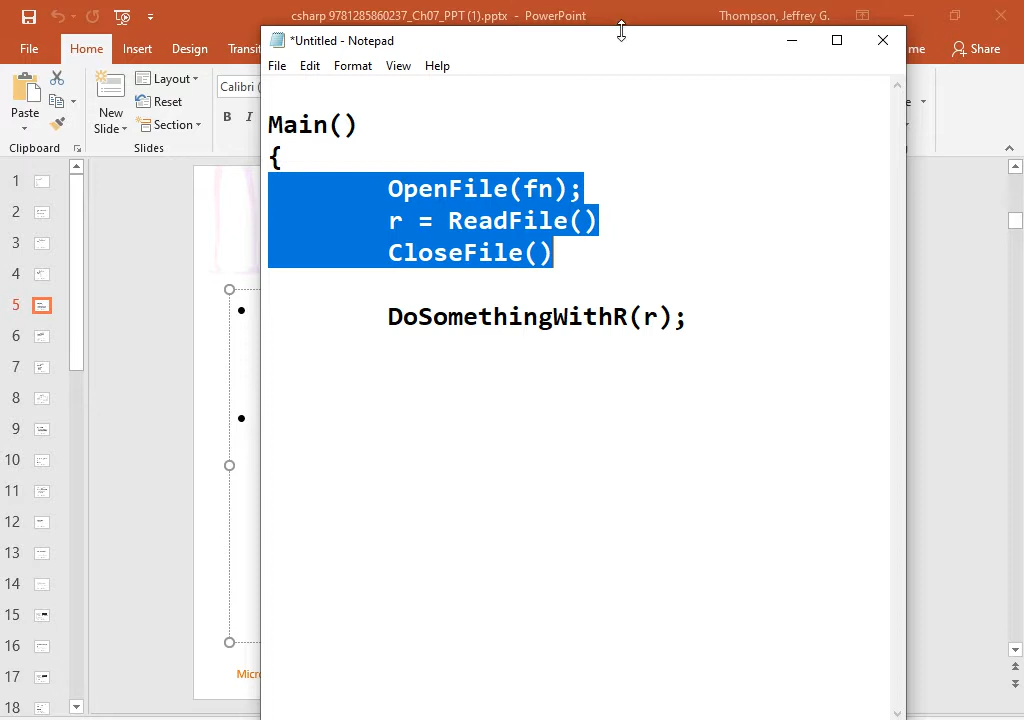 csharp 9781285860237_Ch07_PPT (1).pptx - PowerPoint
Thompson, Jeffrey G.
File
Home
Insert
Design
Transit
me
Share
*Untitled - Notepad
File Edit Format View Help
Paste
Clipboard
New
Slide
Layout
Reset
Section
Slides
Calibri (
B I
e
Main()
{
OpenFile(fn);
r = ReadFile()
CloseFile()
DoSomethingWithR(r);
1
2
3
4
5
6
7
8
9
10
11
12
13
14
15
16
17
18
Micro